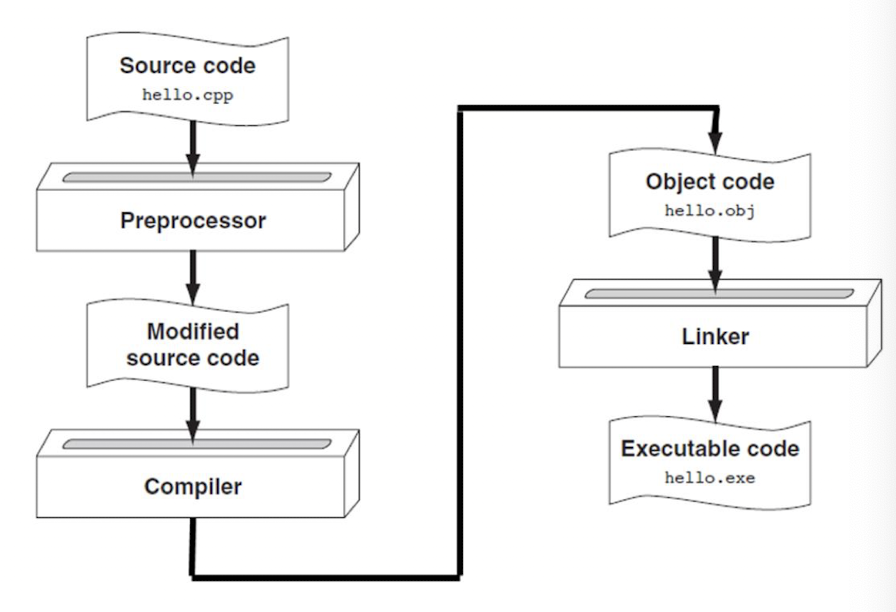 Source code
hello.cpp
Preprocessor
Modified
source code
Compiler
Object code
hello.obj
Linker
Executable code
hello.exe